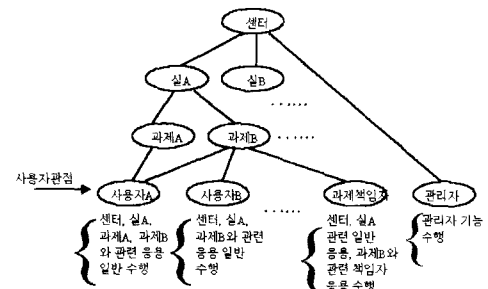 센터
실A
실B
......
과제A
과제B
......
사용자관점
사용자A
사용자B
......
과제책임자
관리자
센터, 실A,
과제A, 과제B
와 관련 응용
일반 수행
센터, 실A,
과제B와 관련
응용 일반
수행
센터, 실A
관련 일반
응용, 과제B와
관련 책임자
응용 수행
관리자 기능
수행